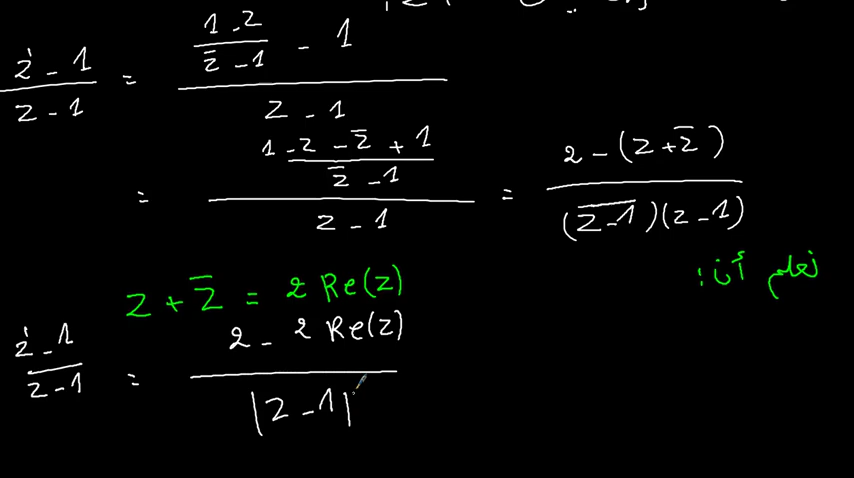 z' - 1 / z - 1 = (1 - z / z̅ - 1 - 1) / (z - 1)
= (1 - z - z̅ + 1 / z̅ - 1) / (z - 1) = 2 - (z + z̅) / (z̅ - 1̅)(z - 1)
نعلم أن:
z + z̅ = 2 Re(z)
z' - 1 / z - 1 = 2 - 2 Re(z) / |z - 1|